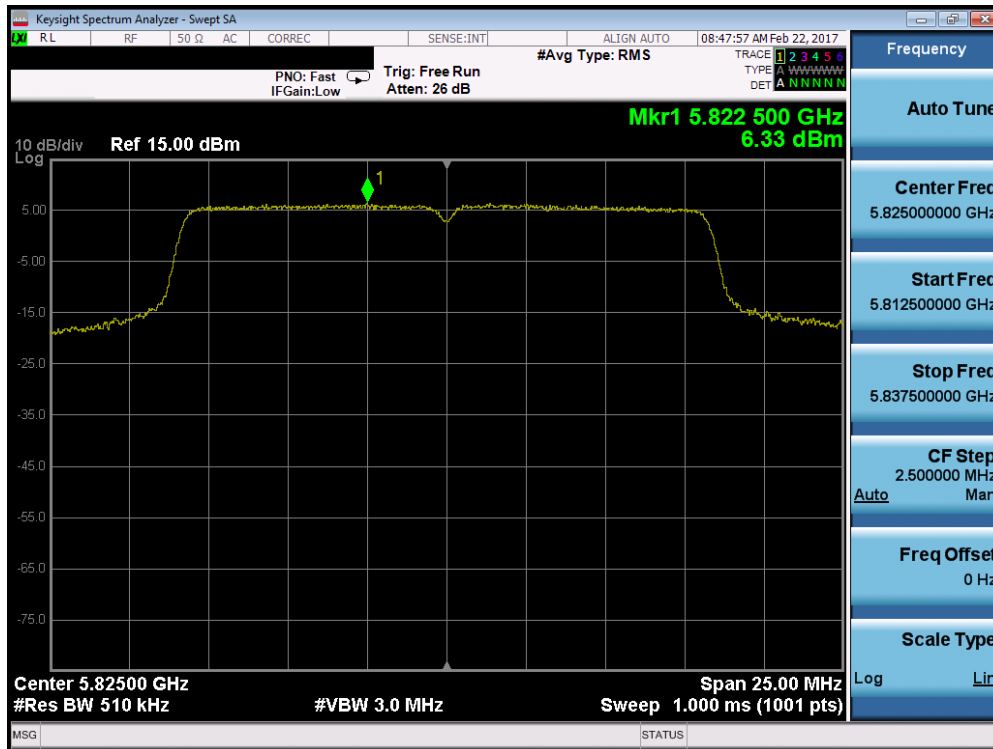 Keysight Spectrum Analyzer - Swept SA
LXI RL RF 50 Ω AC CORREC SENSE:INT ALIGN AUTO 08:47:57 AM Feb 22, 2017
#Avg Type: RMS
TRACE 1 2 3 4 5 6
TYPE A WWWWW
DET A N N N N N
PNO: Fast
IFGain:Low
Trig: Free Run
Atten: 26 dB
Mkr1 5.822 500 GHz
6.33 dBm
10 dB/div Ref 15.00 dBm
Log
1
5.00
-5.00
-15.0
-25.0
-35.0
-45.0
-55.0
-65.0
-75.0
Center 5.82500 GHz Span 25.00 MHz
#Res BW 510 kHz #VBW 3.0 MHz Sweep 1.000 ms (1001 pts)
MSG STATUS
Frequency
Auto Tune
Center Freq
5.825000000 GHz
Start Freq
5.812500000 GHz
Stop Freq
5.837500000 GHz
CF Step
2.500000 MHz
Auto Man
Freq Offset
0 Hz
Scale Type
Log Lin